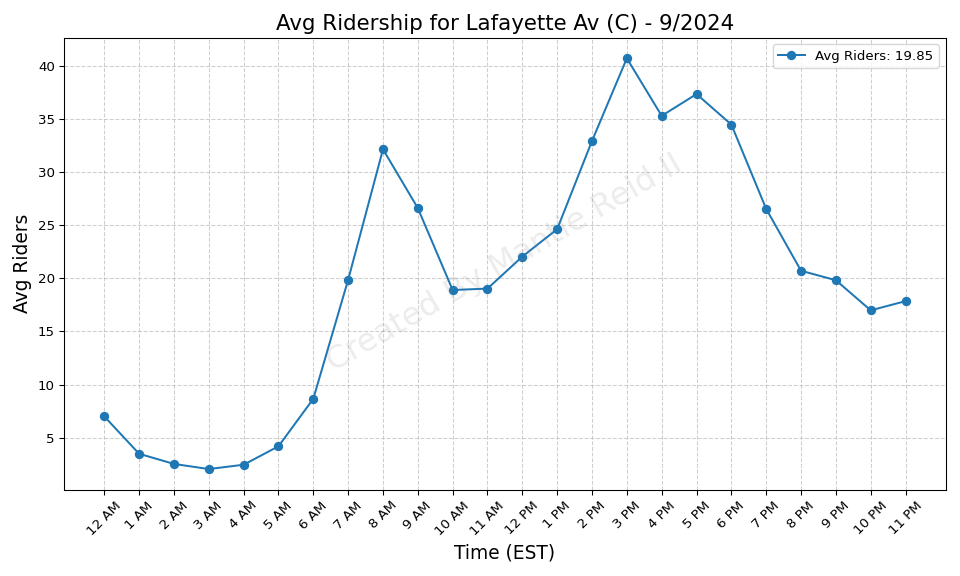 Avg Ridership for Lafayette Av (C) - 9/2024
Avg Riders: 19.85
Avg Riders
40
35
30
25
20
15
10
5
Created By Mantie Reid II
12 AM
1 AM
2 AM
3 AM
4 AM
5 AM
6 AM
7 AM
8 AM
9 AM
10 AM
11 AM
12 PM
1 PM
2 PM
3 PM
4 PM
5 PM
6 PM
7 PM
8 PM
9 PM
10 PM
11 PM
Time (EST)